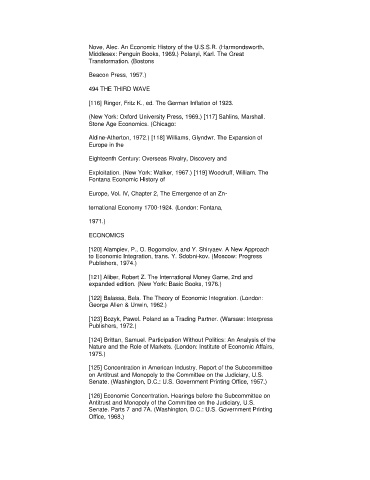 Nove, Alec. An Economic History of the U.S.S.R. (Harmondsworth,
Middlesex: Penguin Books, 1969.) Polanyi, Karl. The Great
Transformation. (Bostons
Beacon Press, 1957.)
494 THE THIRD WAVE
[116] Ringor, Fritz K., ed. The German Inflation of 1923.
(New York: Oxford University Press, 1969.) [117] Sahlins, Marshall.
Stone Age Economics. (Chicago:
Aldine-Atherton, 1972.) [118] Williams, Glyndwr. The Expansion of
Europe in the
Eighteenth Century: Overseas Rivalry, Discovery and
Exploitation. (New York: Walker, 1967.) [119] Woodruff, William. The
Fontana Economic History of
Europe, Vol. IV, Chapter 2, The Emergence of an Zn-
ternational Economy 1700-1924. (London: Fontana,
1971.)
ECONOMICS
[120] Alampiev, P., O. Bogomolov, and Y. Shiryaev. A New Approach
to Economic Integration, trans. Y. Sdobni-kov. (Moscow: Progress
Publishers, 1974.)
[121] Aliber, Robert Z. The International Money Game, 2nd and
expanded edition. (New York: Basic Books, 1976.)
[122] Balassa, Bela. The Theory of Economic Integration. (London:
George Allen & Unwin, 1962.)
[123] Bozyk, Pawel. Poland as a Trading Partner. (Warsaw: Interpress
Publishers, 1972.)
[124] Brittan, Samuel. Participation Without Politics: An Analysis of the
Nature and the Role of Markets. (London: Institute of Economic Affairs,
1975.)
[125] Concentration in American Industry. Report of the Subcommittee
on Antitrust and Monopoly to the Committee on the Judiciary, U.S.
Senate. (Washington, D.C.: U.S. Government Printing Office, 1957.)
[126] Economic Concentration. Hearings before the Subcommittee on
Antitrust and Monopoly of the Committee on the Judiciary, U.S.
Senate. Parts 7 and 7A. (Washington, D.C.: U.S. Government Printing
Office, 1968.)